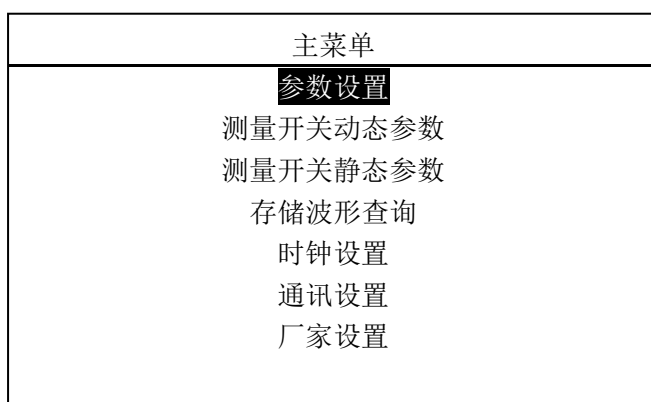 主菜单
参数设置
测量开关动态参数
测量开关静态参数
存储波形查询
时钟设置
通讯设置
厂家设置